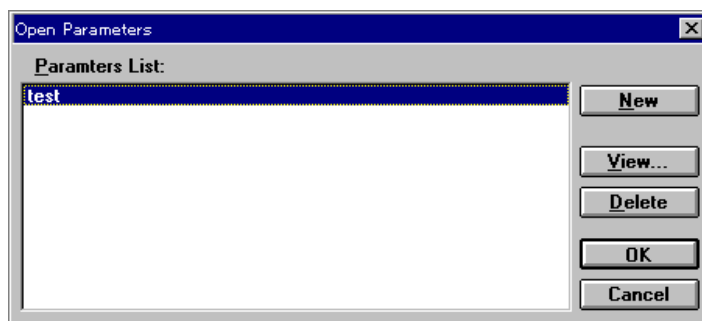 Open Parameters
Paramters List:
test
New
View...
Delete
OK
Cancel